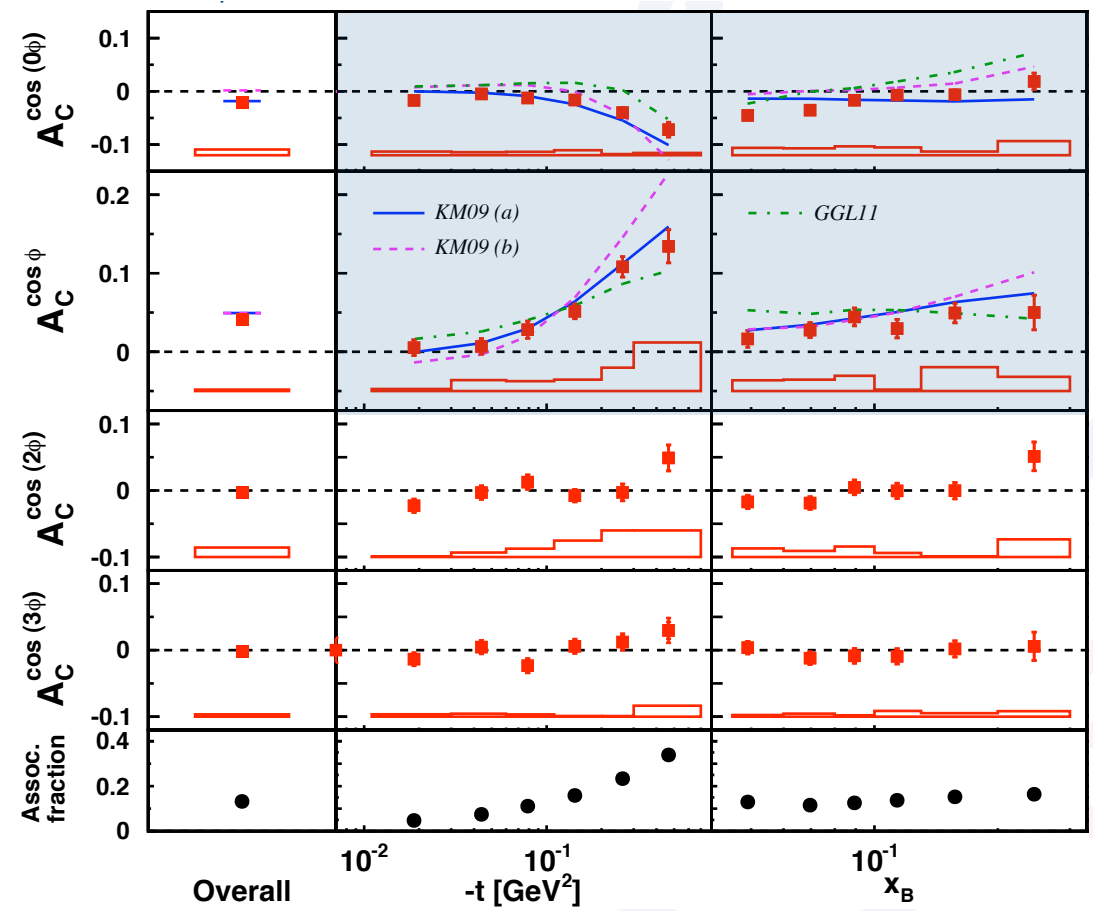 A_C^cos (0ϕ)
0.1
0
-0.1
A_C^cos ϕ
0.2
0.1
0
KM09 (a)
KM09 (b)
GGL11
A_C^cos (2ϕ)
0.1
0
-0.1
A_C^cos (3ϕ)
0.1
0
-0.1
Assoc.
fraction
0.4
0.2
0
10^-2
10^-1
10^-1
Overall
-t [GeV^2]
x_B